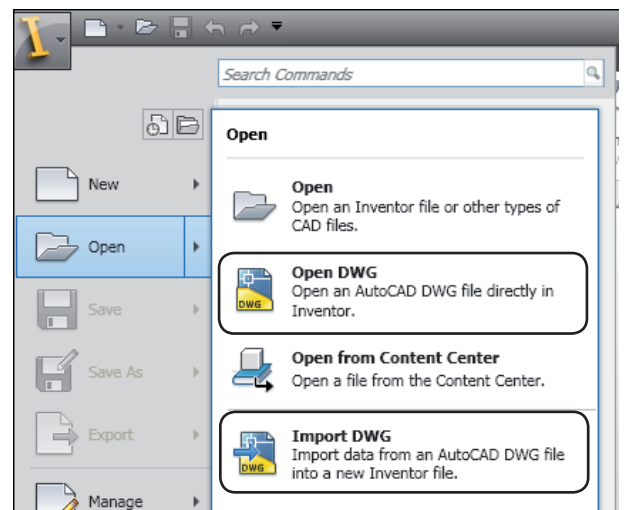 Search Commands
Open
New
Open
Save
Save As
Export
Manage
Open
Open an Inventor file or other types of
CAD files.
DWG
Open DWG
Open an AutoCAD DWG file directly in
Inventor.
Open from Content Center
Open a file from the Content Center.
DWG
Import DWG
Import data from an AutoCAD DWG file
into a new Inventor file.